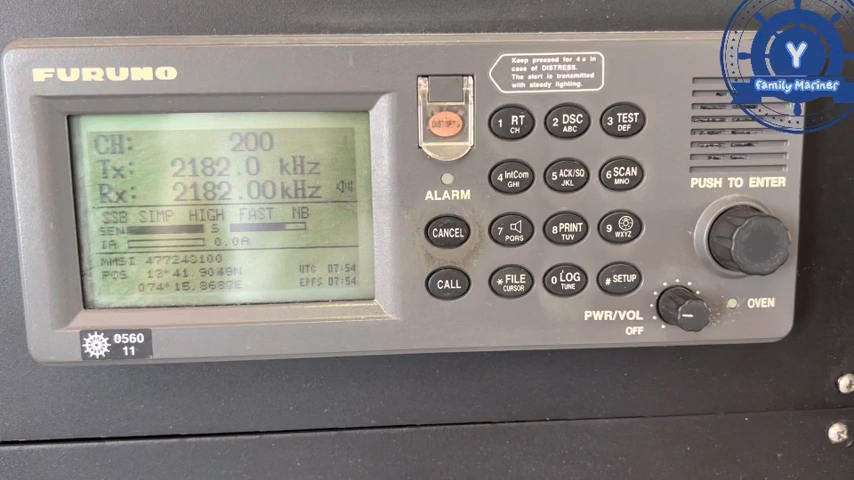 FURUNO
Keep pressed for 4 s in
case of DISTRESS.
The alert is transmitted
with steady lighting.
Y
family Mariner
CH: 200
Tx: 2182.0 kHz
Rx: 2182.00kHz
SSB SIMP HIGH FAST NB
SEN S
IA 0.0A
MMSI 477243100
POS 13°41.9049N UTC 07:54
074°15.8687E EPFS 07:54
0560
11
DISTRESS
ALARM
CANCEL
CALL
1 RT
CH
2 DSC
ABC
3 TEST
DEF
4 IntCom
GHI
5 ACK/SQ
JKL
6 SCAN
MNO
7
PQRS
8 PRINT
TUV
9
WXYZ
* FILE
CURSOR
0 LOG
TUNE
# SETUP
PUSH TO ENTER
PWR/VOL
OFF
OVEN